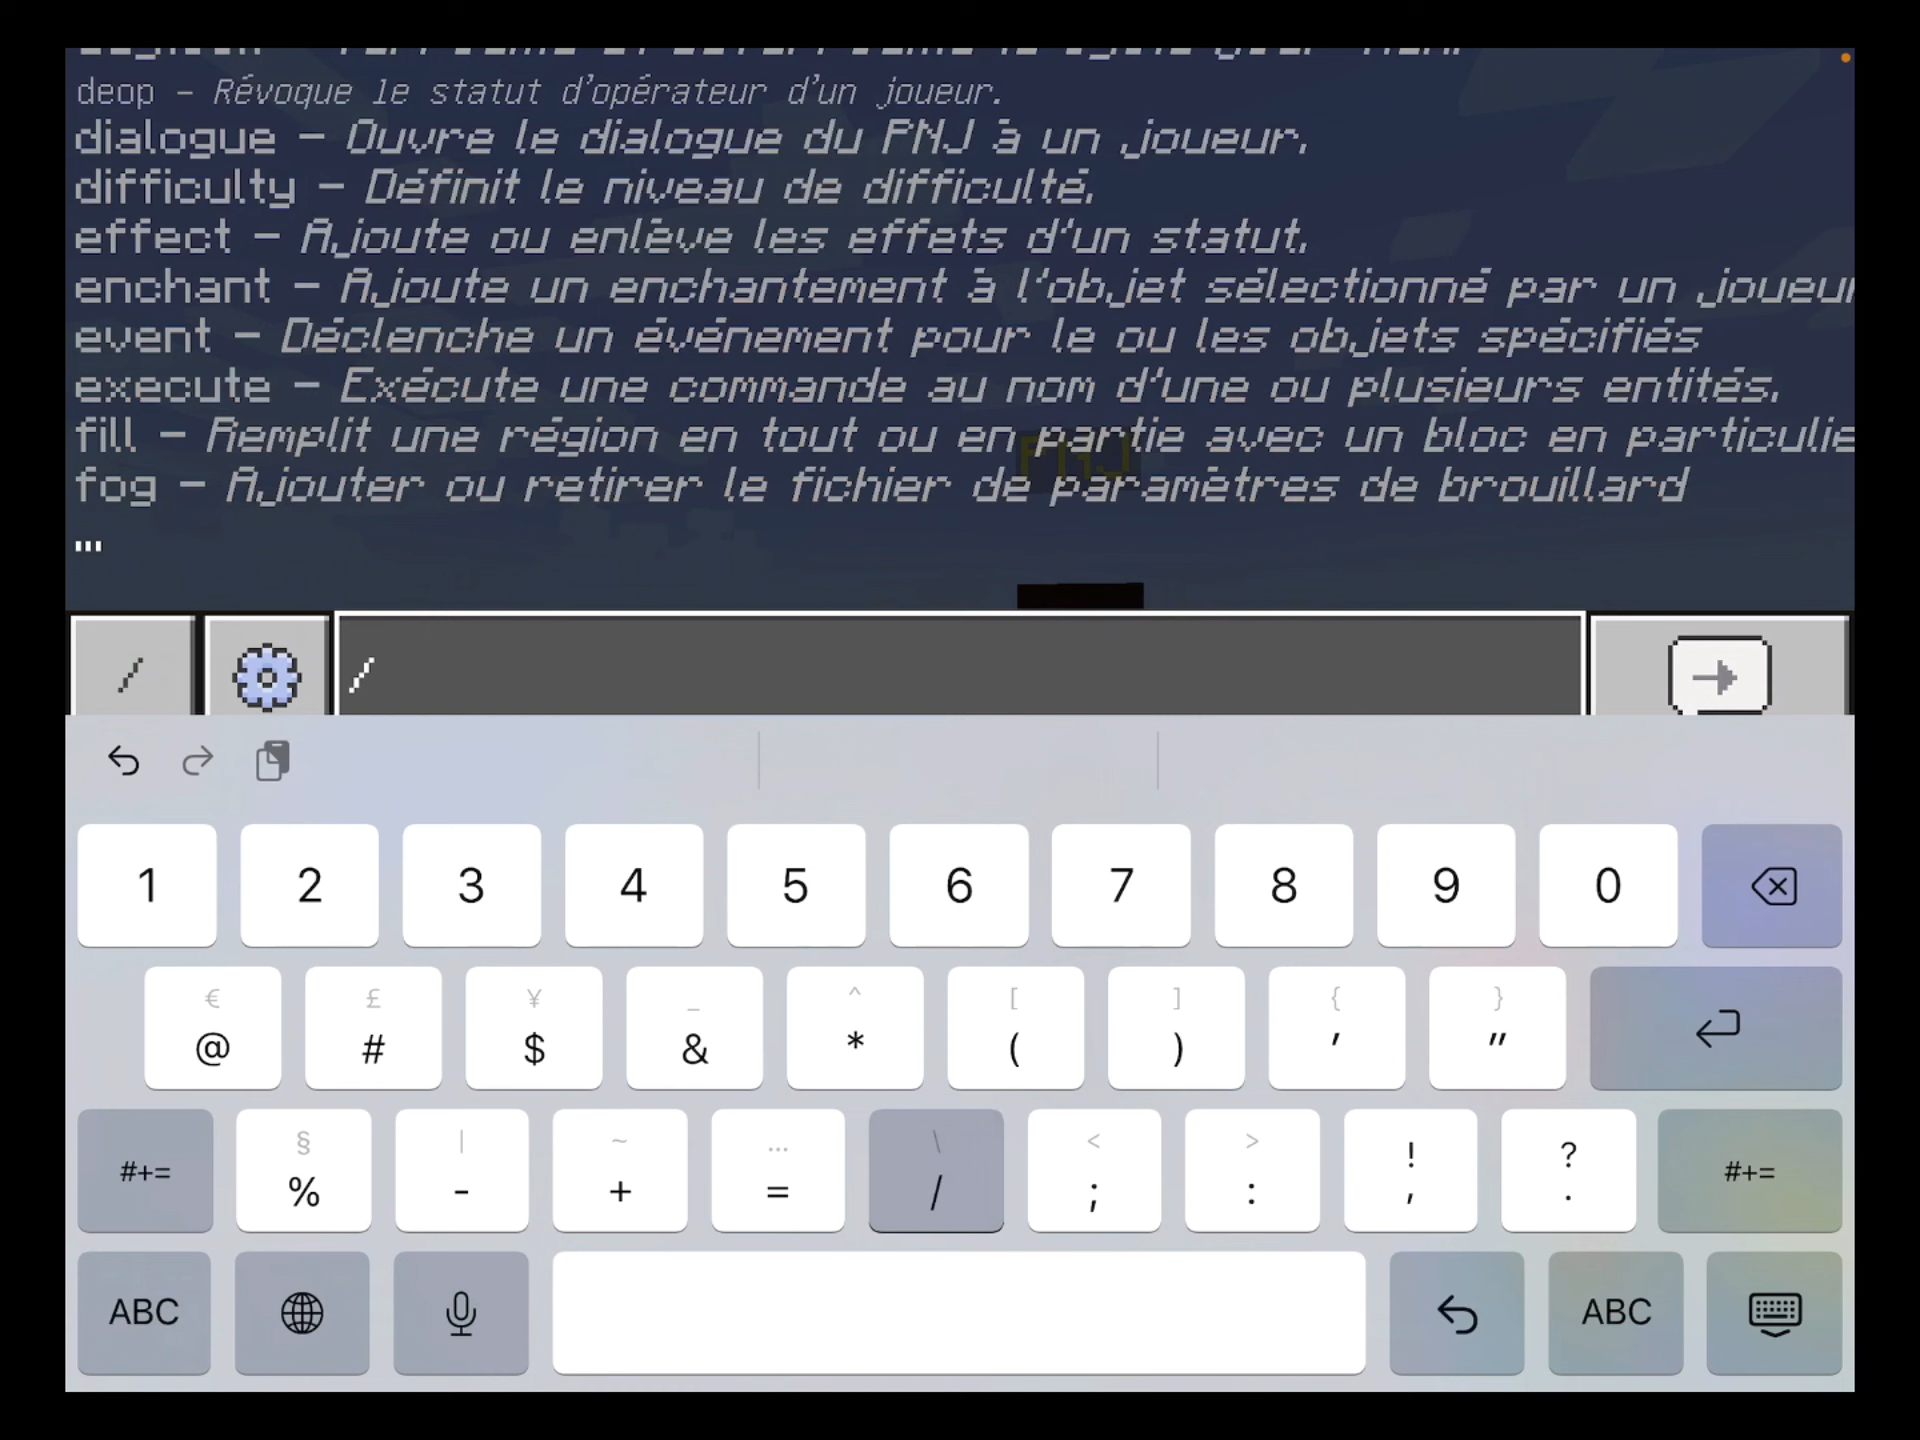 deop – Révoque le statut d'opérateur d'un joueur.
dialogue – Ouvre le dialogue du PNJ à un joueur.
difficulty – Définit le niveau de difficulté.
effect – Ajoute ou enlève les effets d'un statut.
enchant – Ajoute un enchantement à l'objet sélectionné par un joueur
event – Déclenche un événement pour le ou les objets spécifiés
execute – Exécute une commande au nom d'une ou plusieurs entités.
fill – Remplit une région en tout ou en partie avec un bloc en particulie
PNJ
fog – Ajouter ou retirer le fichier de paramètres de brouillard
...
/ /
1 2 3 4 5 6 7 8 9 0
€ £ ¥ _ ^ [ ] { }
@ # $ & * ( ) ' "
§ | ~ ... \ < > ! ?
#+= % - + = / ; : , . #+=
ABC ABC